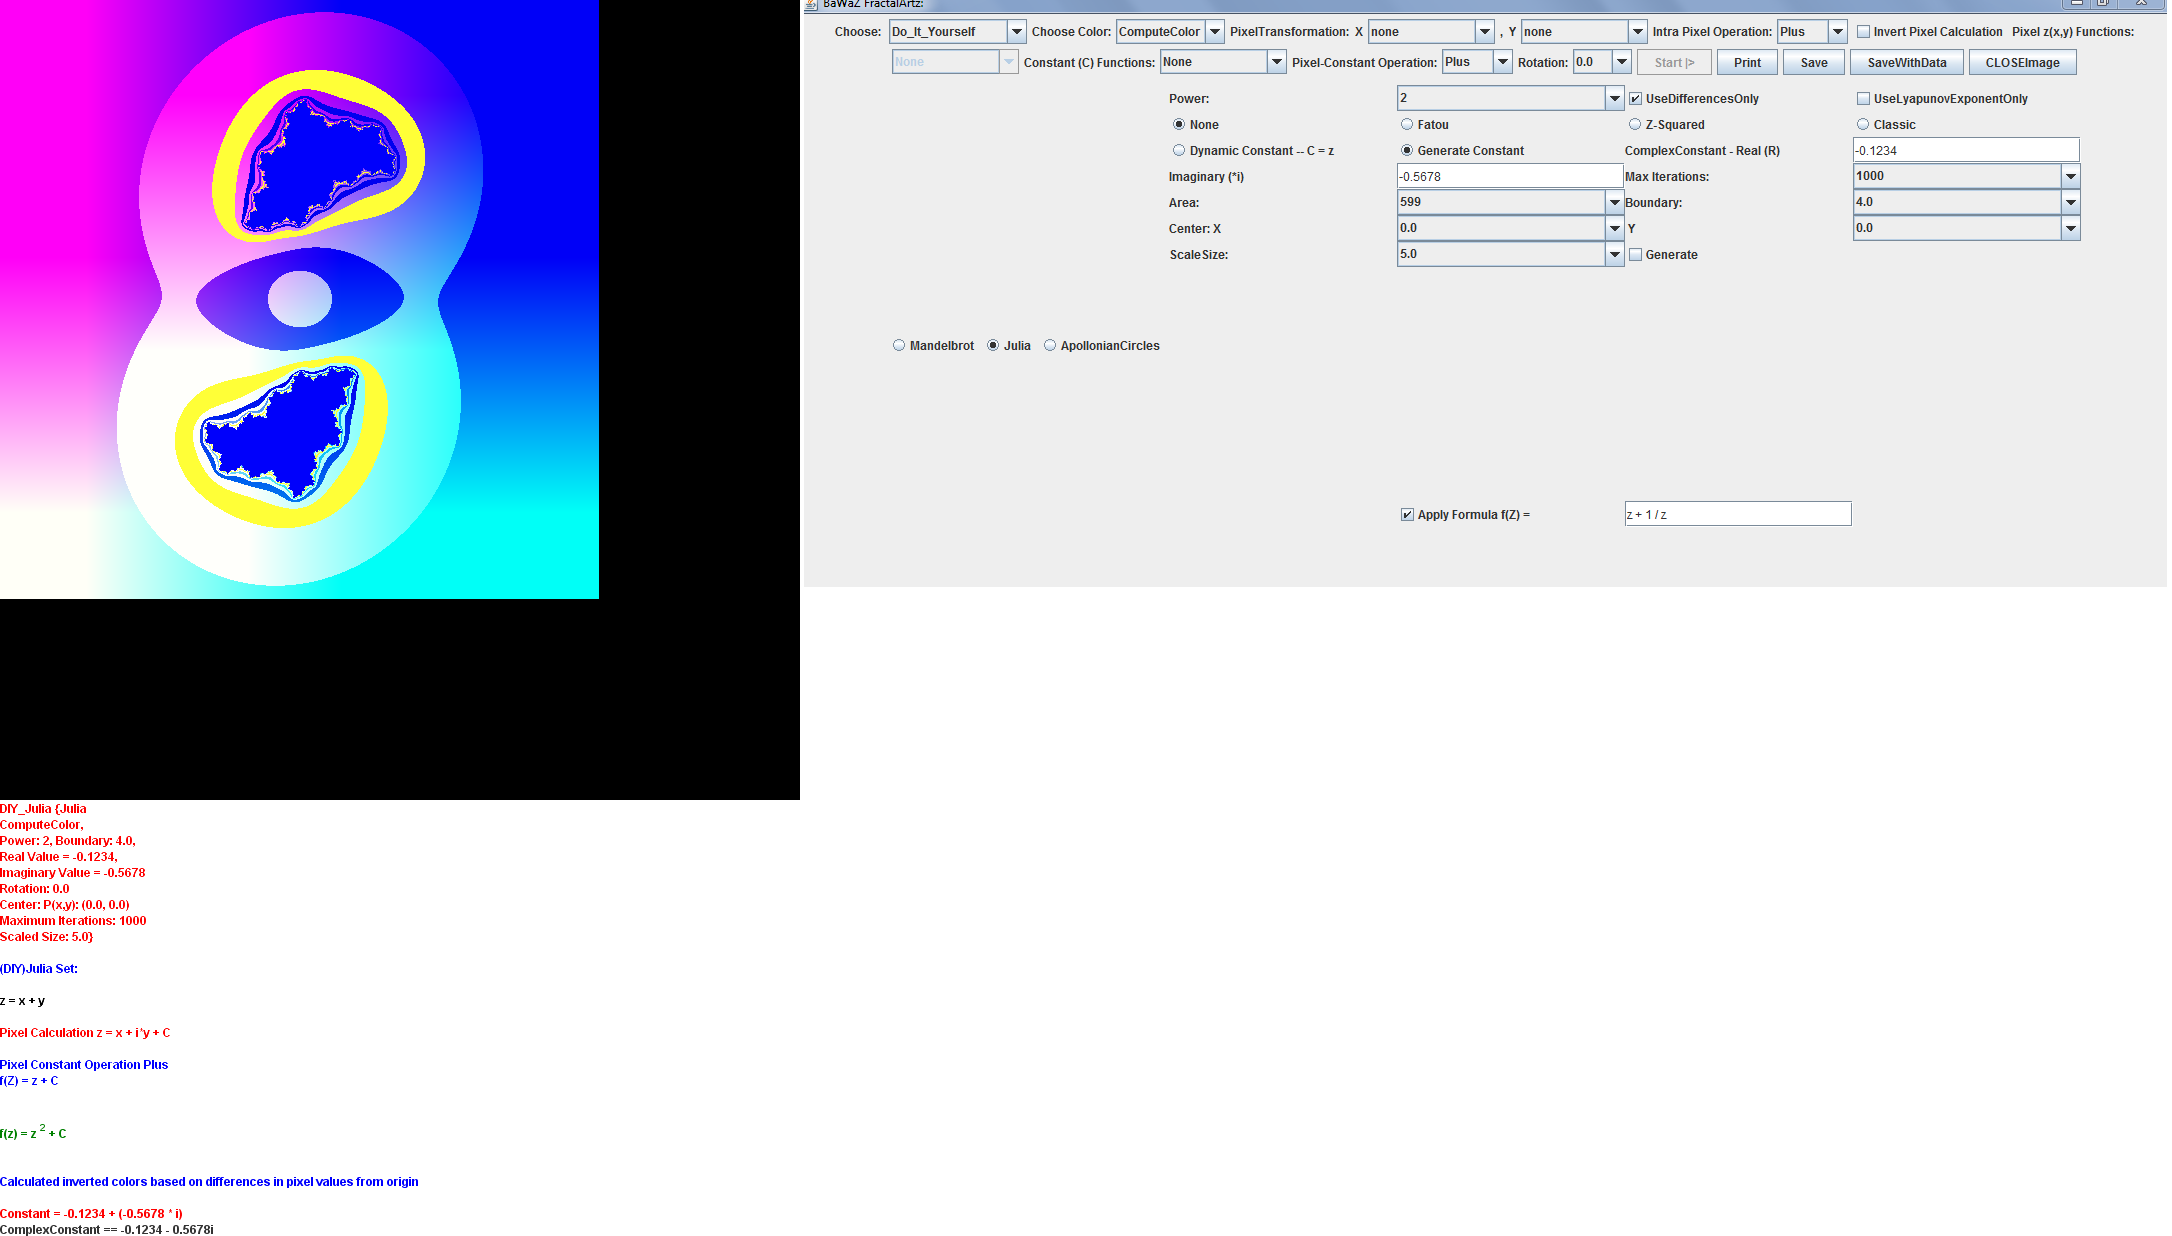 BaWaZ FractalArtz:
Choose: Do_It_Yourself Choose Color: ComputeColor PixelTransformation: X none , Y none Intra Pixel Operation: Plus Invert Pixel Calculation Pixel z(x,y) Functions:
None Constant (C) Functions: None Pixel-Constant Operation: Plus Rotation: 0.0 Start |> Print Save SaveWithData CLOSEImage
Power: 2 UseDifferencesOnly UseLyapunovExponentOnly
None Fatou Z-Squared Classic
Dynamic Constant -- C = z Generate Constant ComplexConstant - Real (R) -0.1234
Imaginary (*i) -0.5678 Max Iterations: 1000
Area: 599 Boundary: 4.0
Center: X 0.0 Y 0.0
ScaleSize: 5.0 Generate
Mandelbrot Julia ApollonianCircles
Apply Formula f(Z) = z + 1 / z
DIY_Julia {Julia
ComputeColor,
Power: 2, Boundary: 4.0,
Real Value = -0.1234,
Imaginary Value = -0.5678
Rotation: 0.0
Center: P(x,y): (0.0, 0.0)
Maximum Iterations: 1000
Scaled Size: 5.0}
(DIY)Julia Set:
z = x + y
Pixel Calculation z = x + i*y + C
Pixel Constant Operation Plus
f(Z) = z + C
f(z) = z 2 + C
Calculated inverted colors based on differences in pixel values from origin
Constant = -0.1234 + (-0.5678 * i)
ComplexConstant == -0.1234 - 0.5678i